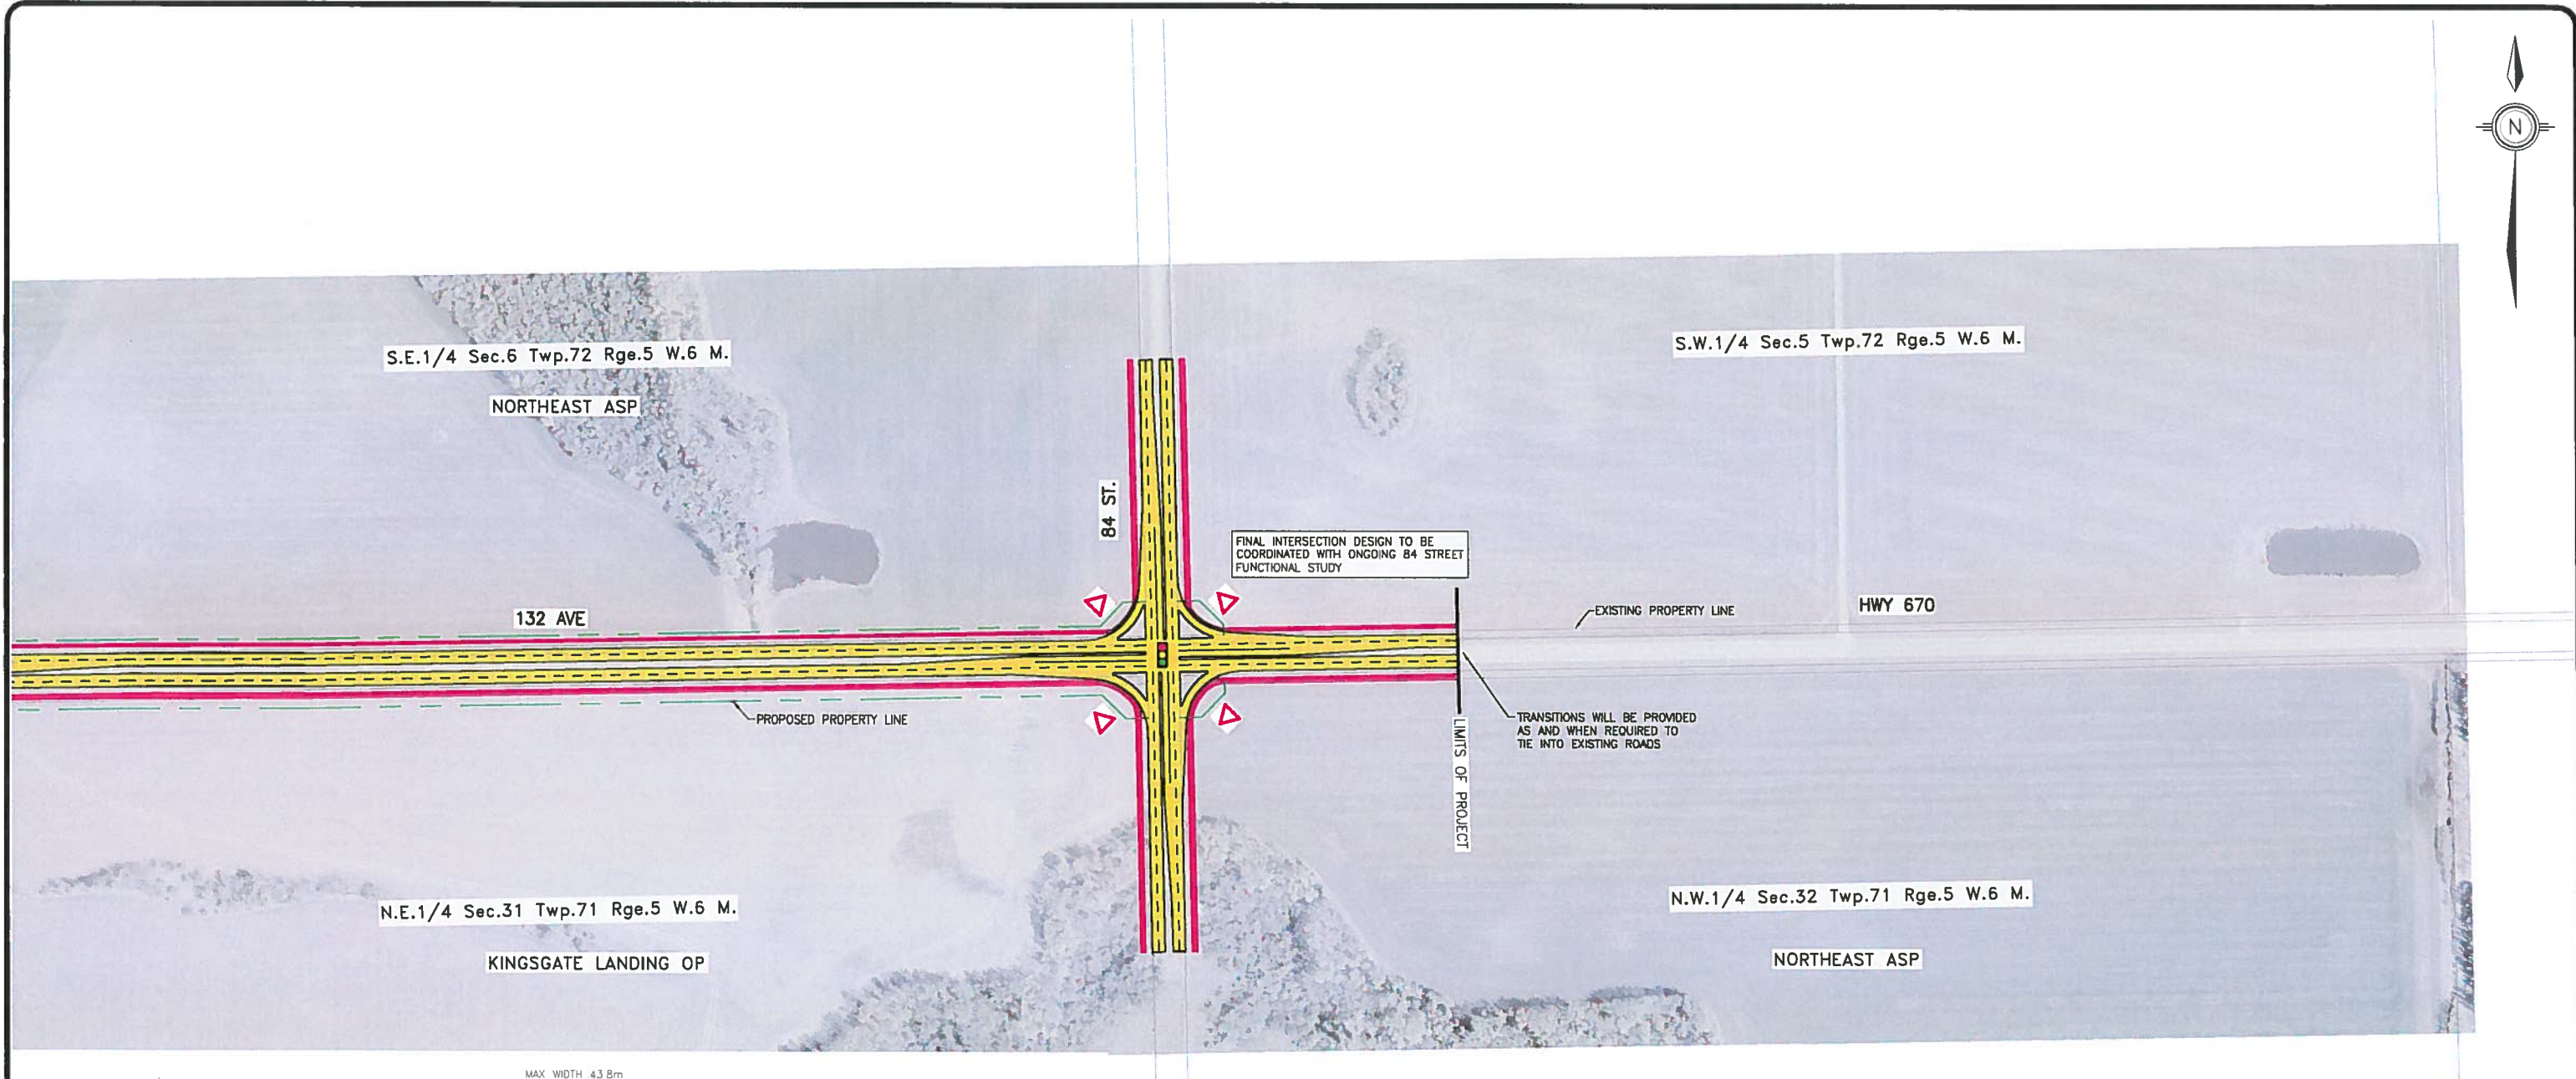 N
S.E.1/4 Sec.6 Twp.72 Rge.5 W.6 M.
NORTHEAST ASP
S.W.1/4 Sec.5 Twp.72 Rge.5 W.6 M.
84 ST.
FINAL INTERSECTION DESIGN TO BE
COORDINATED WITH ONGOING 84 STREET
FUNCTIONAL STUDY
132 AVE
EXISTING PROPERTY LINE
HWY 670
PROPOSED PROPERTY LINE
TRANSITIONS WILL BE PROVIDED
AS AND WHEN REQUIRED TO
TIE INTO EXISTING ROADS
LIMITS OF PROJECT
N.E.1/4 Sec.31 Twp.71 Rge.5 W.6 M.
KINGSGATE LANDING OP
N.W.1/4 Sec.32 Twp.71 Rge.5 W.6 M.
NORTHEAST ASP
MAX WIDTH 43.8m